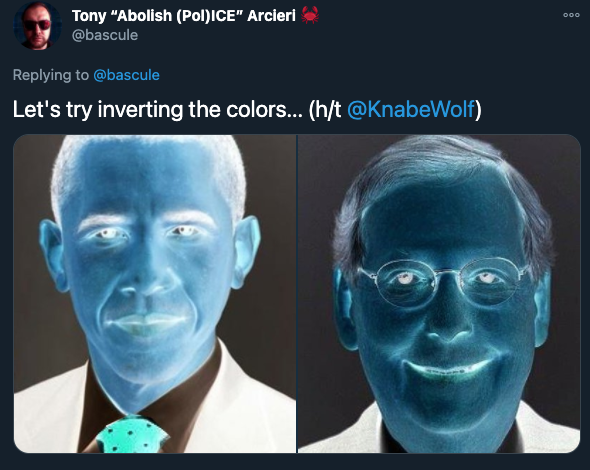 Tony “Abolish (Pol)ICE” Arcieri 🦀
@bascule
Replying to @bascule
Let's try inverting the colors... (h/t @KnabeWolf)